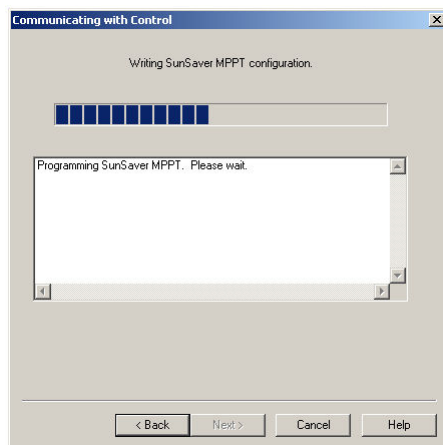 Communicating with Control
Writing SunSaver MPPT configuration.
Programming SunSaver MPPT. Please wait.
< Back
Next >
Cancel
Help